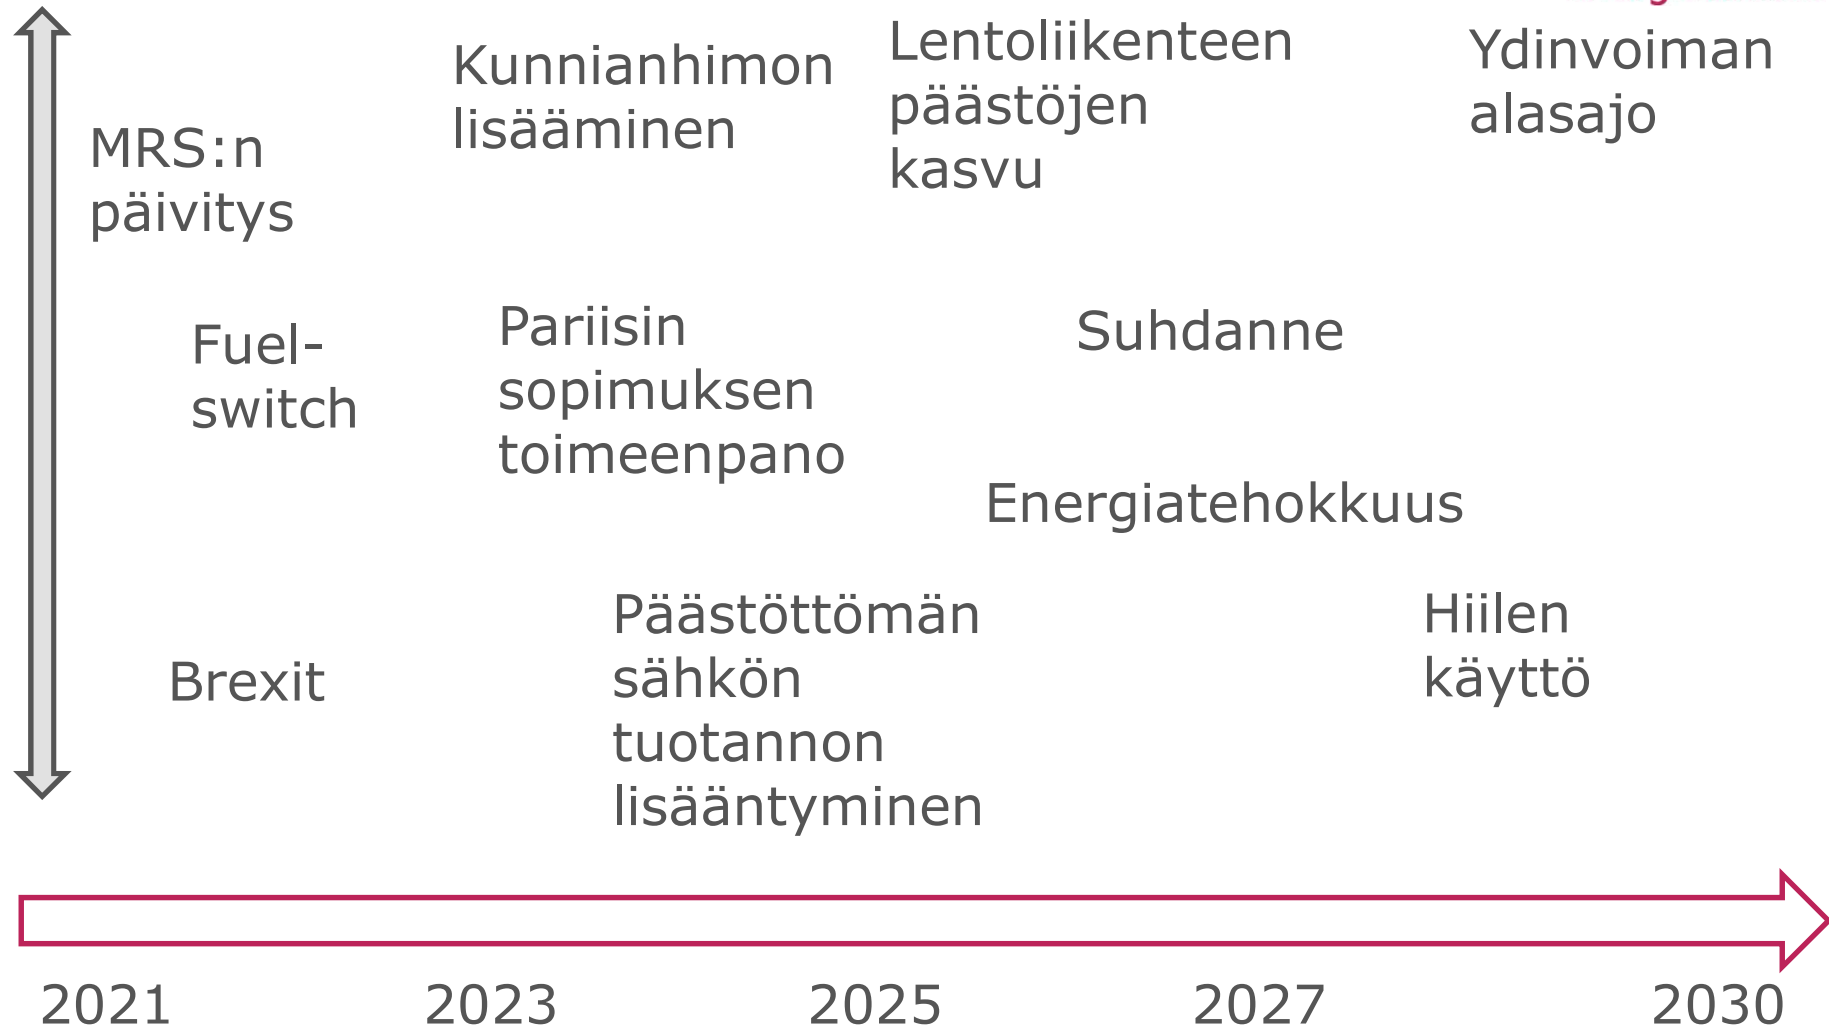 MRS:n
päivitys
Kunnianhimon
lisääminen
Lentoliikenteen
päästöjen
kasvu
Ydinvoiman
alasajo
Fuel-
switch
Pariisin
sopimuksen
toimeenpano
Suhdanne
Energiatehokkuus
Brexit
Päästöttömän
sähkön
tuotannon
lisääntyminen
Hiilen
käyttö
2021
2023
2025
2027
2030